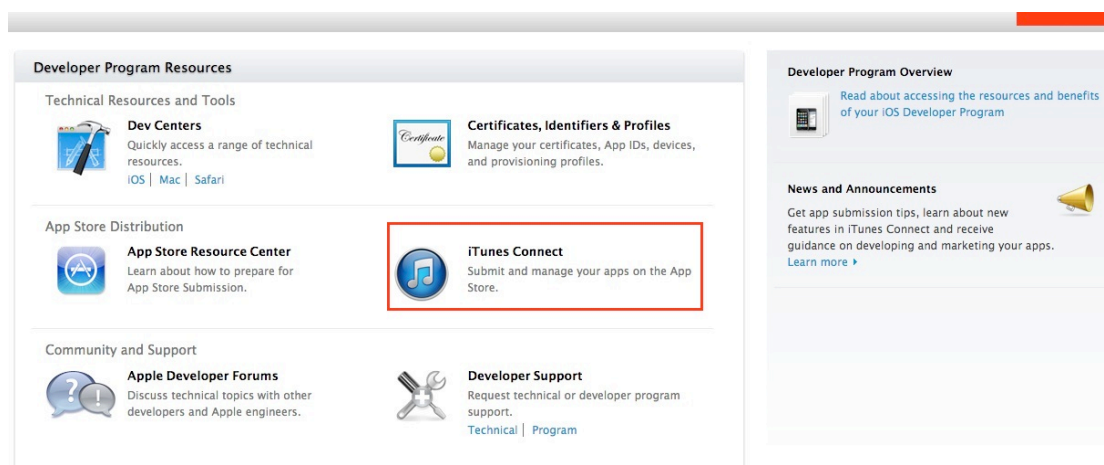 Developer Program Resources
Technical Resources and Tools
Dev Centers
Quickly access a range of technical
resources.
iOS | Mac | Safari
Certificate
Certificates, Identifiers & Profiles
Manage your certificates, App IDs, devices,
and provisioning profiles.
App Store Distribution
App Store Resource Center
Learn about how to prepare for
App Store Submission.
iTunes Connect
Submit and manage your apps on the App
Store.
Community and Support
Apple Developer Forums
Discuss technical topics with other
developers and Apple engineers.
Developer Support
Request technical or developer program
support.
Technical | Program
Developer Program Overview
Read about accessing the resources and benefits
of your iOS Developer Program
News and Announcements
Get app submission tips, learn about new
features in iTunes Connect and receive
guidance on developing and marketing your apps.
Learn more